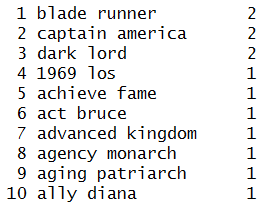 1 blade runner 2
2 captain america 2
3 dark lord 2
4 1969 los 1
5 achieve fame 1
6 act bruce 1
7 advanced kingdom 1
8 agency monarch 1
9 aging patriarch 1
10 ally diana 1